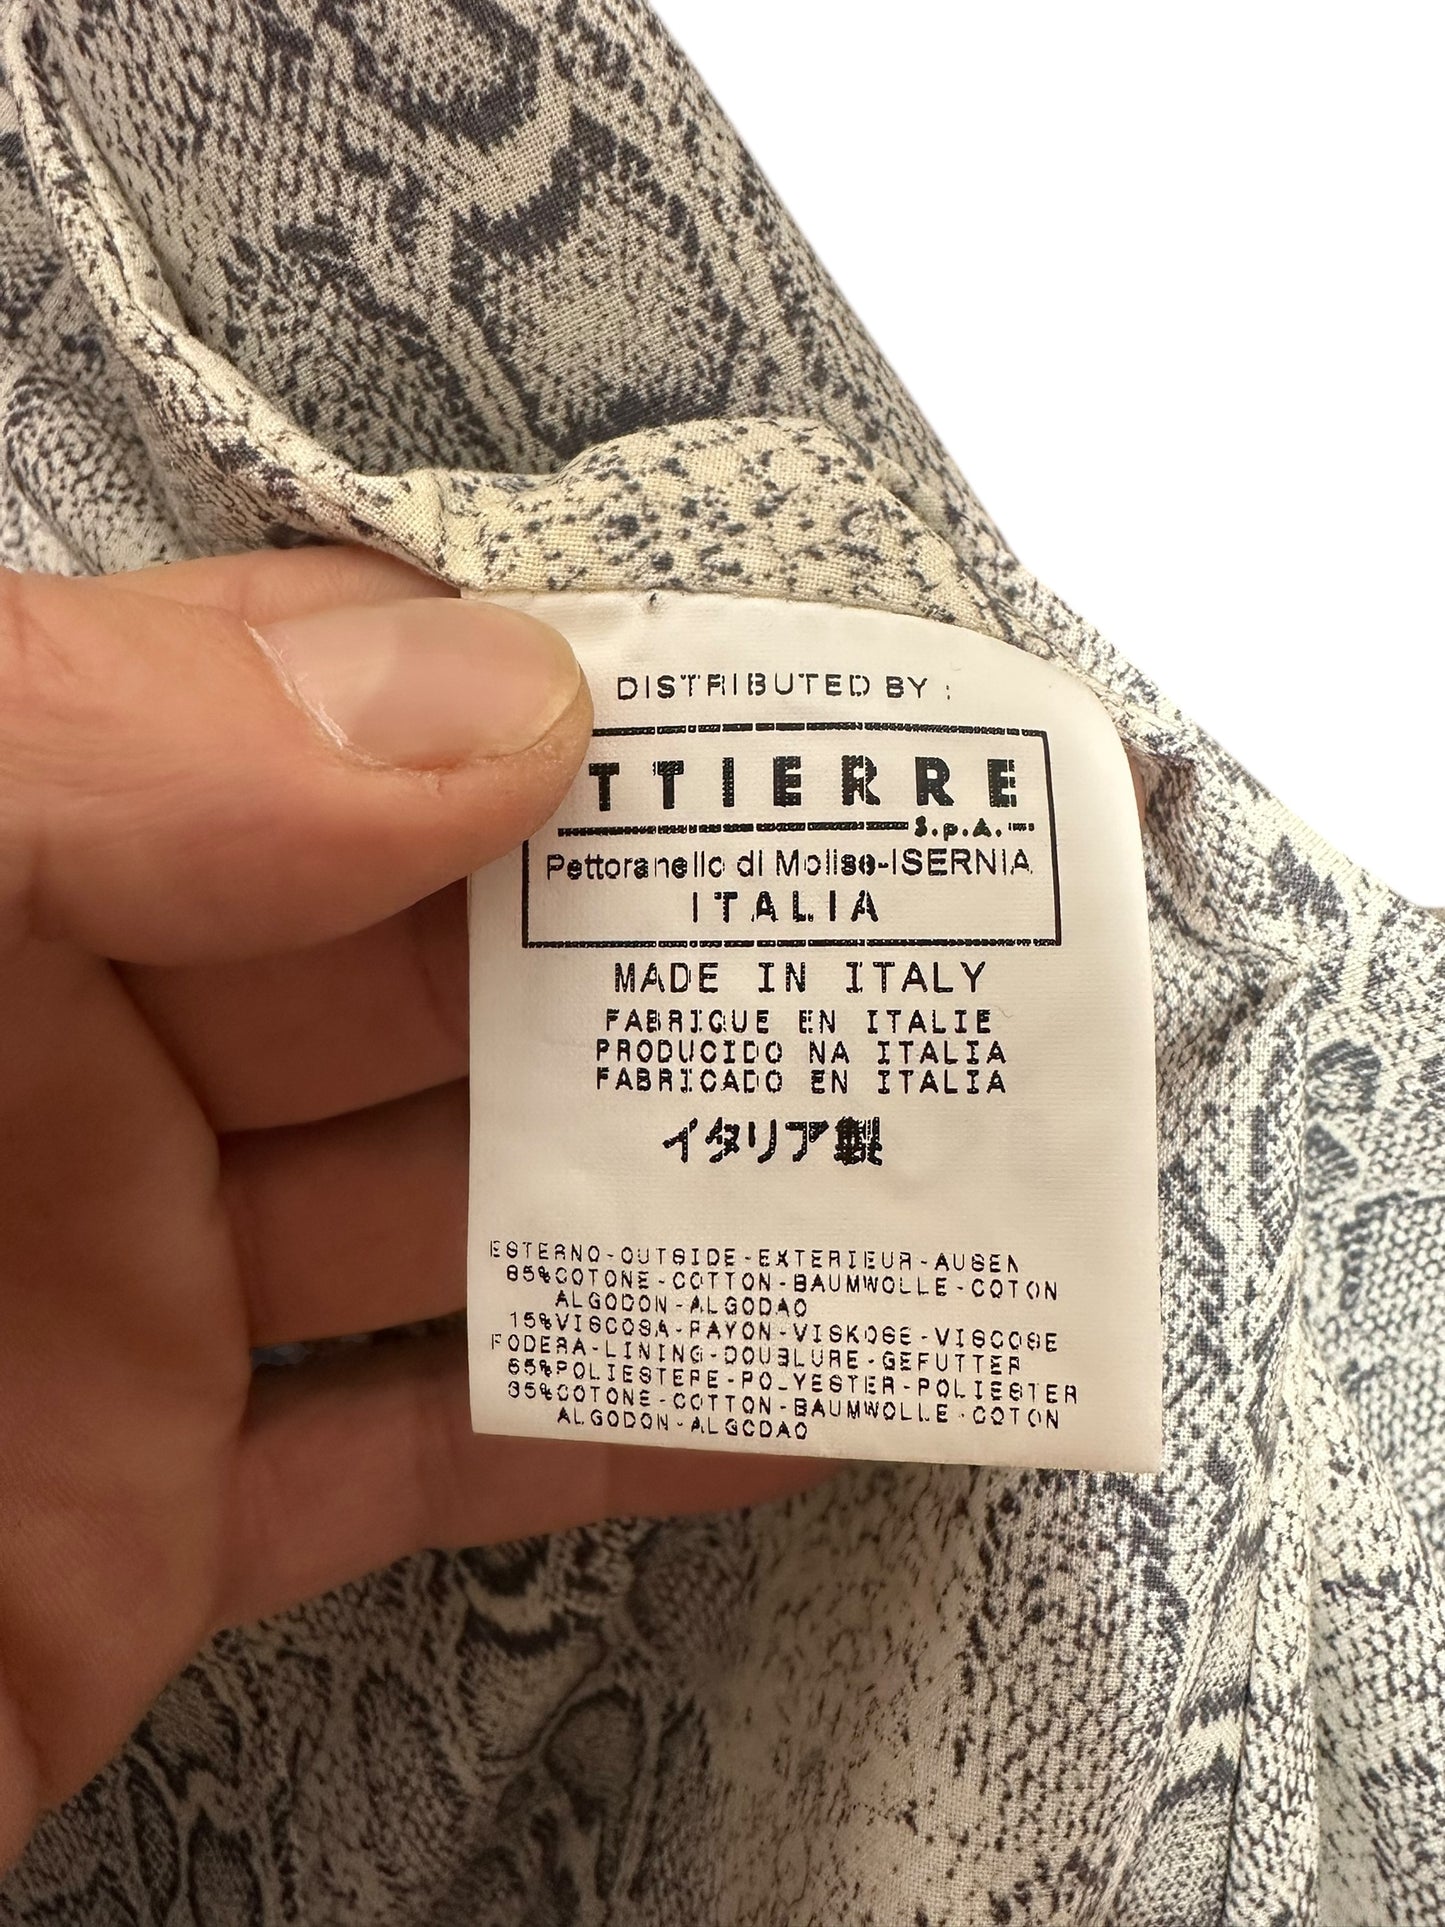 DISTRIBUTED BY :
TTIERRE
S.p.A.
Pettoranello di Molise-ISERNIA
ITALIA
MADE IN ITALY
FABRIQUE EN ITALIE
PRODUCIDO NA ITALIA
FABRICADO EN ITALIA
イタリア製
ESTERNO-OUTSIDE-EXTERIEUR-AUSEN
85%COTONE-COTTON-BAUMWOLLE-COTON
ALGODON-ALGODAO
15%VISCOSA-RAYON-VISKOSE-VISCOSE
FODERA-LINING-DOUBLURE-GEFUTTER
65%POLIESTERE-POLYESTER-POLIESTER
35%COTONE-COTTON-BAUMWOLLE-COTON
ALGODON-ALGODAO